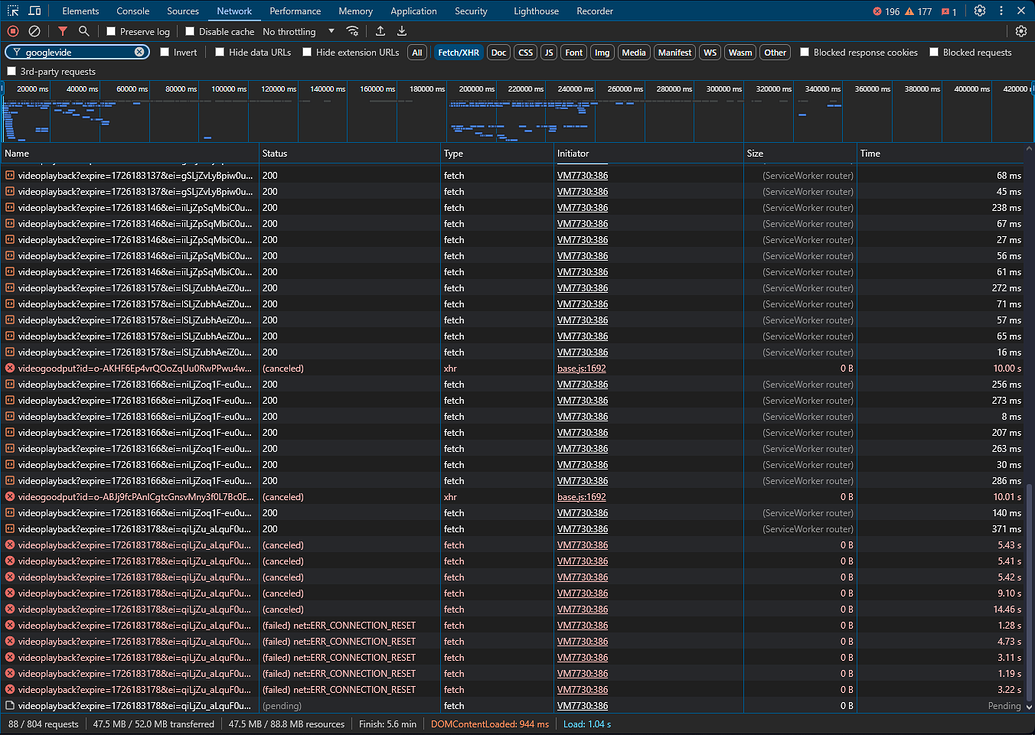 Elements Console Sources Network Performance Memory Application Security Lighthouse Recorder 196 177 1
Preserve log Disable cache No throttling
googlevide Invert Hide data URLs Hide extension URLs All Fetch/XHR Doc CSS JS Font Img Media Manifest WS Wasm Other Blocked response cookies Blocked requests
3rd-party requests
20000 ms 40000 ms 60000 ms 80000 ms 100000 ms 120000 ms 140000 ms 160000 ms 180000 ms 200000 ms 220000 ms 240000 ms 260000 ms 280000 ms 300000 ms 320000 ms 340000 ms 360000 ms 380000 ms 400000 ms 420000
Name Status Type Initiator Size Time
videoplayback?expire=1726183137&ei=gSLjZvLyBpiw0u... 200 fetch VM7730:386 (ServiceWorker router) 68 ms
videoplayback?expire=1726183137&ei=gSLjZvLyBpiw0u... 200 fetch VM7730:386 (ServiceWorker router) 45 ms
videoplayback?expire=1726183146&ei=iiLjZpSqMbiC0u... 200 fetch VM7730:386 (ServiceWorker router) 238 ms
videoplayback?expire=1726183146&ei=iiLjZpSqMbiC0u... 200 fetch VM7730:386 (ServiceWorker router) 67 ms
videoplayback?expire=1726183146&ei=iiLjZpSqMbiC0u... 200 fetch VM7730:386 (ServiceWorker router) 27 ms
videoplayback?expire=1726183146&ei=iiLjZpSqMbiC0u... 200 fetch VM7730:386 (ServiceWorker router) 56 ms
videoplayback?expire=1726183146&ei=iiLjZpSqMbiC0u... 200 fetch VM7730:386 (ServiceWorker router) 61 ms
videoplayback?expire=1726183157&ei=lSLjZubhAeiZ0u... 200 fetch VM7730:386 (ServiceWorker router) 272 ms
videoplayback?expire=1726183157&ei=lSLjZubhAeiZ0u... 200 fetch VM7730:386 (ServiceWorker router) 71 ms
videoplayback?expire=1726183157&ei=lSLjZubhAeiZ0u... 200 fetch VM7730:386 (ServiceWorker router) 57 ms
videoplayback?expire=1726183157&ei=lSLjZubhAeiZ0u... 200 fetch VM7730:386 (ServiceWorker router) 65 ms
videoplayback?expire=1726183157&ei=lSLjZubhAeiZ0u... 200 fetch VM7730:386 (ServiceWorker router) 16 ms
videogoodput?id=o-AKHF6Ep4vrQOoZqUu0RwPPwu4w... (canceled) xhr base.js:1692 0 B 10.00 s
videoplayback?expire=1726183166&ei=niLjZoq1F-eu0u... 200 fetch VM7730:386 (ServiceWorker router) 256 ms
videoplayback?expire=1726183166&ei=niLjZoq1F-eu0u... 200 fetch VM7730:386 (ServiceWorker router) 273 ms
videoplayback?expire=1726183166&ei=niLjZoq1F-eu0u... 200 fetch VM7730:386 (ServiceWorker router) 8 ms
videoplayback?expire=1726183166&ei=niLjZoq1F-eu0u... 200 fetch VM7730:386 (ServiceWorker router) 207 ms
videoplayback?expire=1726183166&ei=niLjZoq1F-eu0u... 200 fetch VM7730:386 (ServiceWorker router) 263 ms
videoplayback?expire=1726183166&ei=niLjZoq1F-eu0u... 200 fetch VM7730:386 (ServiceWorker router) 30 ms
videoplayback?expire=1726183166&ei=niLjZoq1F-eu0u... 200 fetch VM7730:386 (ServiceWorker router) 286 ms
videogoodput?id=o-ABJj9fcPAnlCgtcGnsvMny3f0L7Bc0E... (canceled) xhr base.js:1692 0 B 10.01 s
videoplayback?expire=1726183166&ei=niLjZoq1F-eu0u... 200 fetch VM7730:386 (ServiceWorker router) 140 ms
videoplayback?expire=1726183178&ei=qiLjZu_aLquF0u... 200 fetch VM7730:386 (ServiceWorker router) 371 ms
videoplayback?expire=1726183178&ei=qiLjZu_aLquF0u... (canceled) fetch VM7730:386 0 B 5.43 s
videoplayback?expire=1726183178&ei=qiLjZu_aLquF0u... (canceled) fetch VM7730:386 0 B 5.41 s
videoplayback?expire=1726183178&ei=qiLjZu_aLquF0u... (canceled) fetch VM7730:386 0 B 5.42 s
videoplayback?expire=1726183178&ei=qiLjZu_aLquF0u... (canceled) fetch VM7730:386 0 B 9.10 s
videoplayback?expire=1726183178&ei=qiLjZu_aLquF0u... (canceled) fetch VM7730:386 0 B 14.46 s
videoplayback?expire=1726183178&ei=qiLjZu_aLquF0u... (failed) net::ERR_CONNECTION_RESET fetch VM7730:386 0 B 1.28 s
videoplayback?expire=1726183178&ei=qiLjZu_aLquF0u... (failed) net::ERR_CONNECTION_RESET fetch VM7730:386 0 B 4.73 s
videoplayback?expire=1726183178&ei=qiLjZu_aLquF0u... (failed) net::ERR_CONNECTION_RESET fetch VM7730:386 0 B 3.11 s
videoplayback?expire=1726183178&ei=qiLjZu_aLquF0u... (failed) net::ERR_CONNECTION_RESET fetch VM7730:386 0 B 1.19 s
videoplayback?expire=1726183178&ei=qiLjZu_aLquF0u... (failed) net::ERR_CONNECTION_RESET fetch VM7730:386 0 B 3.22 s
videoplayback?expire=1726183178&ei=qiLjZu_aLquF0u... (pending) fetch VM7730:386 0 B Pending
88 / 804 requests 47.5 MB / 52.0 MB transferred 47.5 MB / 88.8 MB resources Finish: 5.6 min DOMContentLoaded: 944 ms Load: 1.04 s